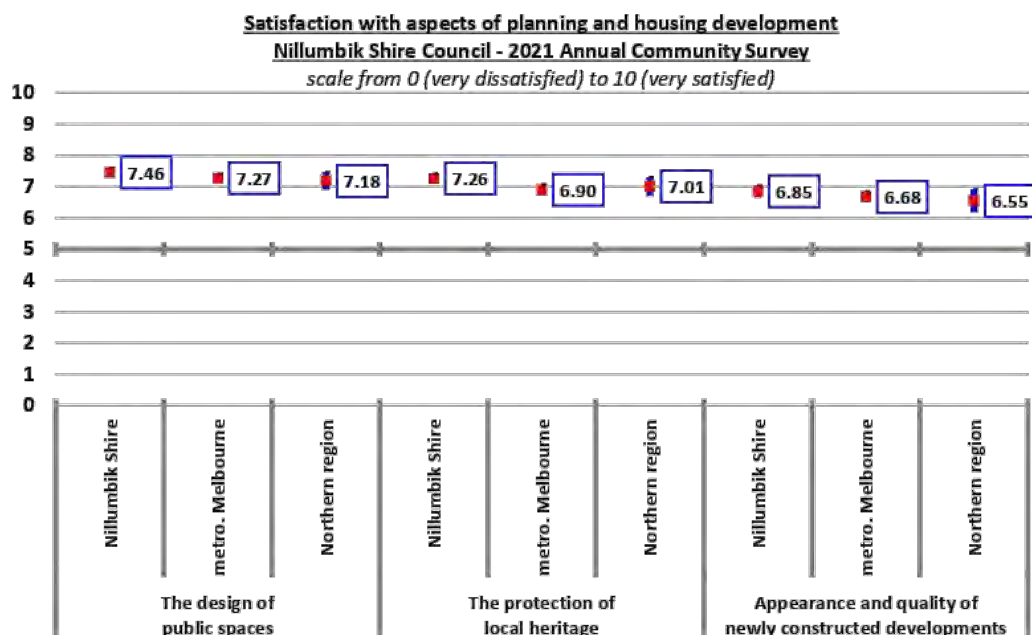 Satisfaction with aspects of planning and housing development
Nillumbik Shire Council - 2021 Annual Community Survey
scale from 0 (very dissatisfied) to 10 (very satisfied)
10
9
8
7
6
5
4
3
2
1
0
7.46
7.27
7.18
7.26
6.90
7.01
6.85
6.68
6.55
Nillumbik Shire
metro. Melbourne
Northern region
Nillumbik Shire
metro. Melbourne
Northern region
Nillumbik Shire
metro. Melbourne
Northern region
The design of
public spaces
The protection of
local heritage
Appearance and quality of
newly constructed developments